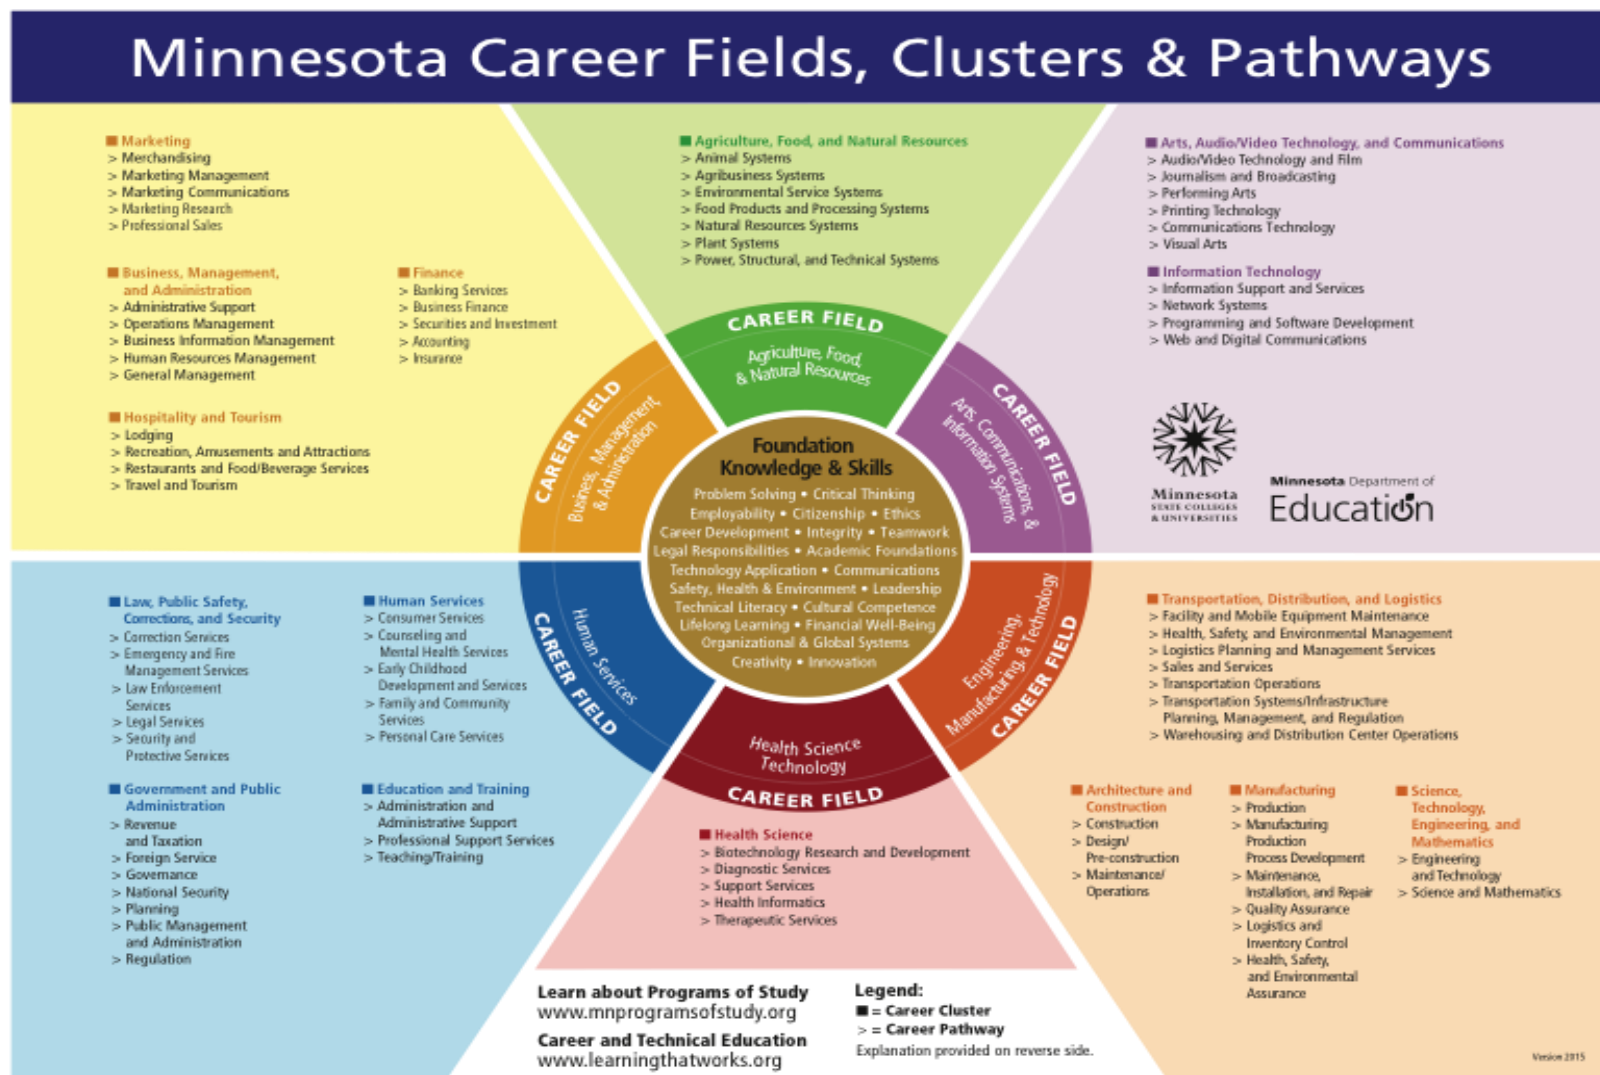 Minnesota Career Fields, Clusters & Pathways
■ Marketing
> Merchandising
> Marketing Management
> Marketing Communications
> Marketing Research
> Professional Sales
■ Business, Management,
and Administration
> Administrative Support
> Operations Management
> Business Information Management
> Human Resources Management
> General Management
■ Finance
> Banking Services
> Business Finance
> Securities and Investment
> Accounting
> Insurance
■ Hospitality and Tourism
> Lodging
> Recreation, Amusements and Attractions
> Restaurants and Food/Beverage Services
> Travel and Tourism
■ Agriculture, Food, and Natural Resources
> Animal Systems
> Agribusiness Systems
> Environmental Service Systems
> Food Products and Processing Systems
> Natural Resources Systems
> Plant Systems
> Power, Structural, and Technical Systems
■ Arts, Audio/Video Technology, and Communications
> Audio/Video Technology and Film
> Journalism and Broadcasting
> Performing Arts
> Printing Technology
> Communications Technology
> Visual Arts
■ Information Technology
> Information Support and Services
> Network Systems
> Programming and Software Development
> Web and Digital Communications
Minnesota
STATE COLLEGES
& UNIVERSITIES
Minnesota Department of
Education
CAREER FIELD
Business, Management,
& Administration
CAREER FIELD
Agriculture, Food,
& Natural Resources
CAREER FIELD
Arts, Communications, &
Information Systems
Foundation
Knowledge & Skills
Problem Solving • Critical Thinking
Employability • Citizenship • Ethics
Career Development • Integrity • Teamwork
Legal Responsibilities • Academic Foundations
Technology Application • Communications
Safety, Health & Environment • Leadership
Technical Literacy • Cultural Competence
Lifelong Learning • Financial Well-Being
Organizational & Global Systems
Creativity • Innovation
Human Services
CAREER FIELD
Health Science
Technology
CAREER FIELD
Engineering,
Manufacturing, & Technology
CAREER FIELD
■ Law, Public Safety,
Corrections, and Security
> Correction Services
> Emergency and Fire
Management Services
> Law Enforcement
Services
> Legal Services
> Security and
Protective Services
■ Human Services
> Consumer Services
> Counseling and
Mental Health Services
> Early Childhood
Development and Services
> Family and Community
Services
> Personal Care Services
■ Government and Public
Administration
> Revenue
and Taxation
> Foreign Service
> Governance
> National Security
> Planning
> Public Management
and Administration
> Regulation
■ Education and Training
> Administration and
Administrative Support
> Professional Support Services
> Teaching/Training
■ Health Science
> Biotechnology Research and Development
> Diagnostic Services
> Support Services
> Health Informatics
> Therapeutic Services
■ Transportation, Distribution, and Logistics
> Facility and Mobile Equipment Maintenance
> Health, Safety, and Environmental Management
> Logistics Planning and Management Services
> Sales and Services
> Transportation Operations
> Transportation Systems/Infrastructure
Planning, Management, and Regulation
> Warehousing and Distribution Center Operations
■ Architecture and
Construction
> Construction
> Design/
Pre-construction
> Maintenance/
Operations
■ Manufacturing
> Production
> Manufacturing
Production
Process Development
> Maintenance,
Installation, and Repair
> Quality Assurance
> Logistics and
Inventory Control
> Health, Safety,
and Environmental
Assurance
■ Science,
Technology,
Engineering, and
Mathematics
> Engineering
and Technology
> Science and Mathematics
Learn about Programs of Study
www.mnprogramsofstudy.org
Career and Technical Education
www.learningthatworks.org
Legend:
■ = Career Cluster
> = Career Pathway
Explanation provided on reverse side.
Version 2015